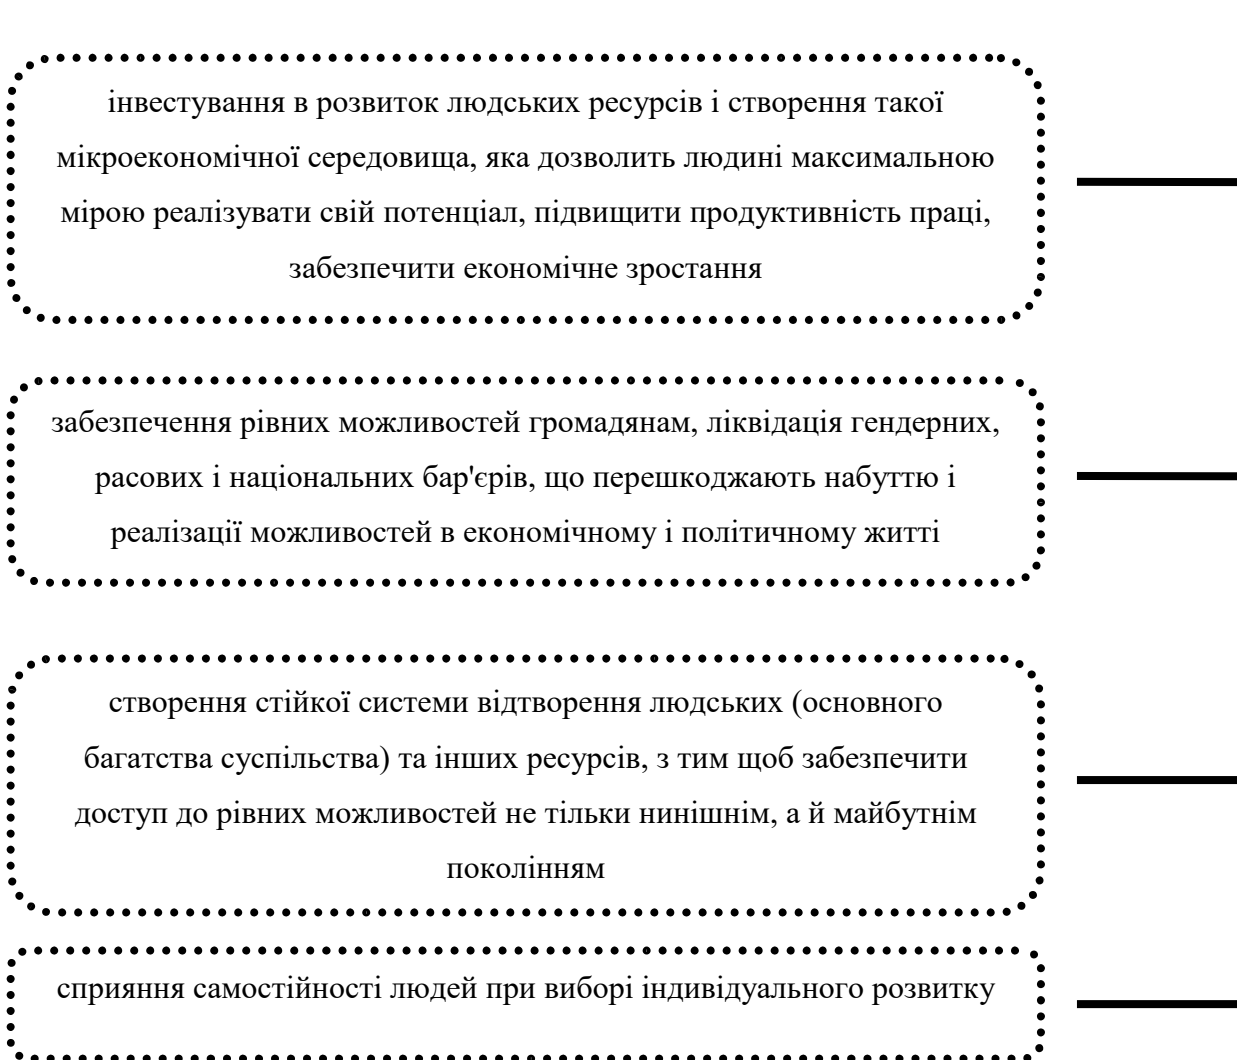 інвестування в розвиток людських ресурсів і створення такої
мікроекономічної середовища, яка дозволить людині максимальною
мірою реалізувати свій потенціал, підвищити продуктивність праці,
забезпечити економічне зростання
забезпечення рівних можливостей громадянам, ліквідація гендерних,
расових і національних бар'єрів, що перешкоджають набуттю і
реалізації можливостей в економічному і політичному житті
створення стійкої системи відтворення людських (основного
багатства суспільства) та інших ресурсів, з тим щоб забезпечити
доступ до рівних можливостей не тільки нинішнім, а й майбутнім
поколінням
сприяння самостійності людей при виборі індивідуального розвитку